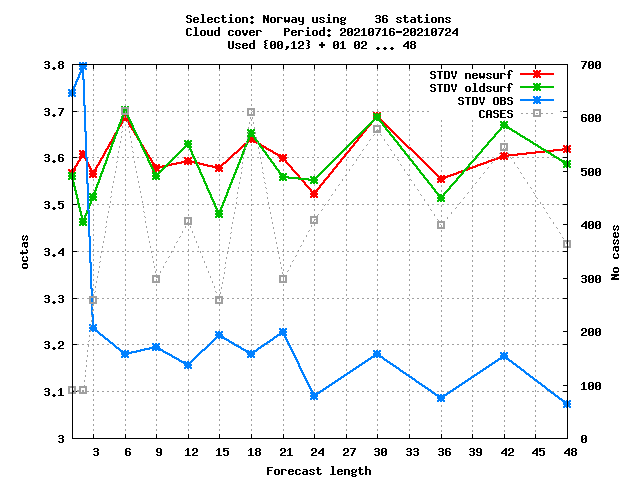 Selection: Norway using    36 stations
Cloud cover   Period: 20210716-20210724
Used {00,12} + 01 02 ... 48
STDV newsurf
STDV oldsurf
STDV OBS
CASES
octas
3,8
3,7
3,6
3,5
3,4
3,3
3,2
3,1
3
700
600
500
400
300
200
100
0
No cases
3 6 9 12 15 18 21 24 27 30 33 36 39 42 45 48
Forecast length